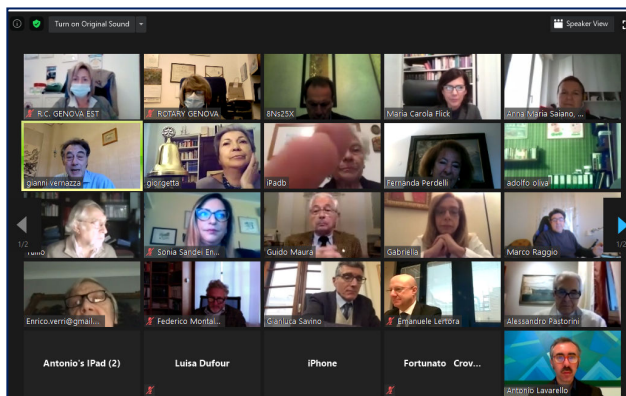 Turn on Original Sound
Speaker View
R.C. GENOVA EST
ROTARY GENOVA
8Ns25X
Maria Carola Flick
Anna Maria Saiano, ...
gianni vernazza
giorgetta
iPadb
Fernanda Perdelli
adolfo oliva
1/2
1/2
Sonia Sandei En...
Guido Maura
Gabriella
Marco Raggio
Enrico.verri@gmail....
Federico Montal...
Gianluca Savino
Emanuele Lertora
Alessandro Pastorini
Antonio's IPad (2)
Luisa Dufour
iPhone
Fortunato Crov...
Antonio Lavarello